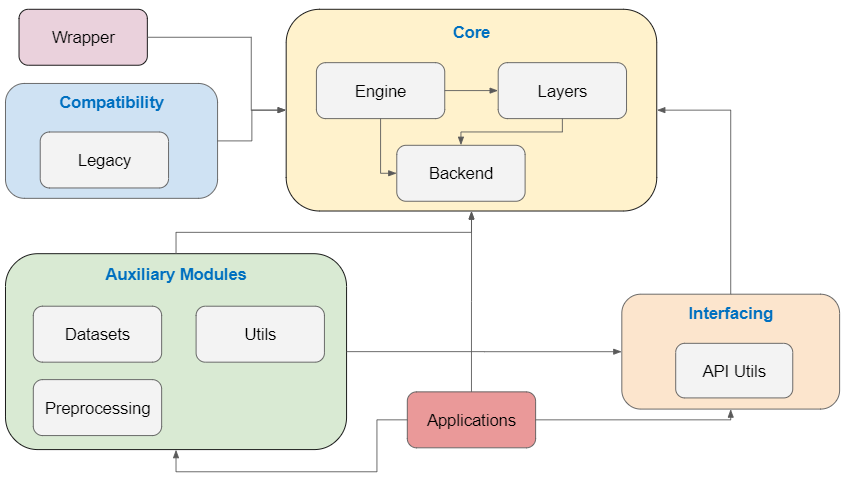 Wrapper
Core
Engine
Layers
Compatibility
Legacy
Backend
Auxiliary Modules
Datasets
Utils
Interfacing
API Utils
Preprocessing
Applications